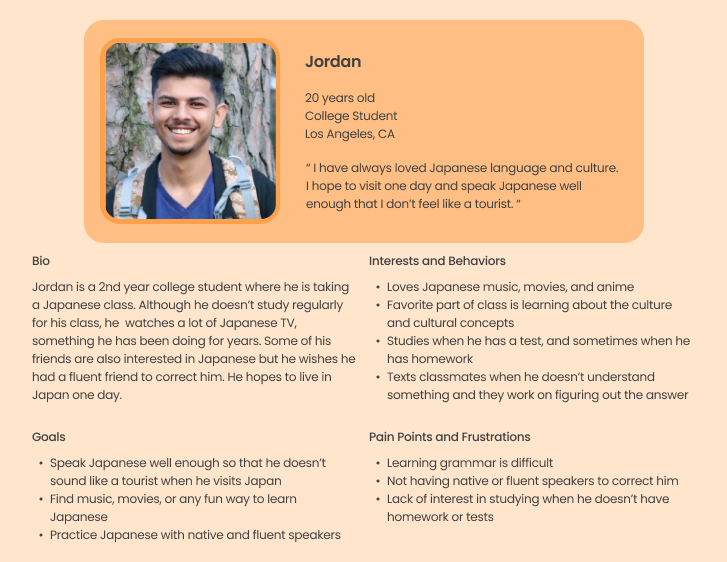 Jordan
20 years old
College Student
Los Angeles, CA
“ I have always loved Japanese language and culture.
I hope to visit one day and speak Japanese well
enough that I don’t feel like a tourist. “
Bio
Jordan is a 2nd year college student where he is taking
a Japanese class. Although he doesn’t study regularly
for his class, he  watches a lot of Japanese TV,
something he has been doing for years. Some of his
friends are also interested in Japanese but he wishes he
had a fluent friend to correct him. He hopes to live in
Japan one day.
Interests and Behaviors
• Loves Japanese music, movies, and anime
• Favorite part of class is learning about the culture
and cultural concepts
• Studies when he has a test, and sometimes when he
has homework
• Texts classmates when he doesn’t understand
something and they work on figuring out the answer
Goals
• Speak Japanese well enough so that he doesn’t
sound like a tourist when he visits Japan
• Find music, movies, or any fun way to learn
Japanese
• Practice Japanese with native and fluent speakers
Pain Points and Frustrations
• Learning grammar is difficult
• Not having native or fluent speakers to correct him
• Lack of interest in studying when he doesn’t have
homework or tests